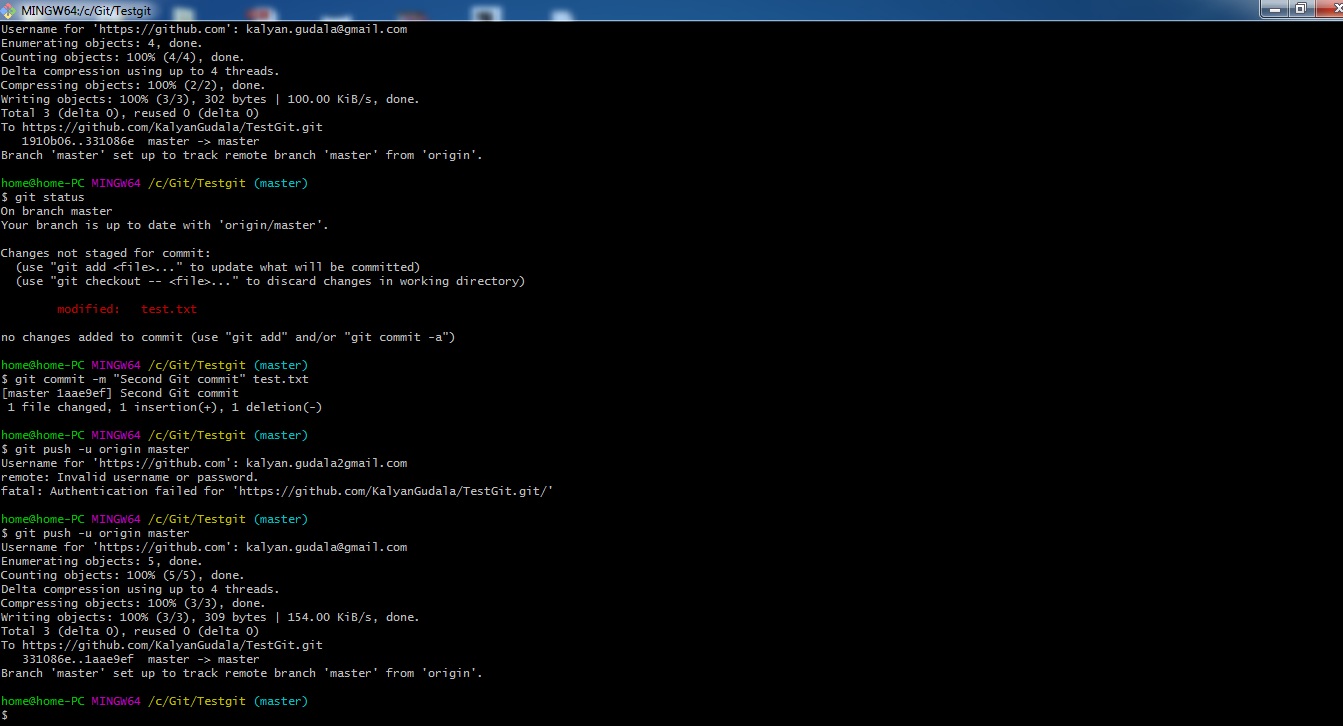 MINGW64:/c/Git/Testgit
Username for 'https://github.com': kalyan.gudala@gmail.com
Enumerating objects: 4, done.
Counting objects: 100% (4/4), done.
Delta compression using up to 4 threads.
Compressing objects: 100% (2/2), done.
Writing objects: 100% (3/3), 302 bytes | 100.00 KiB/s, done.
Total 3 (delta 0), reused 0 (delta 0)
To https://github.com/KalyanGudala/TestGit.git
   1910b06..331086e  master -> master
Branch 'master' set up to track remote branch 'master' from 'origin'.
home@home-PC MINGW64 /c/Git/Testgit (master)
$ git status
On branch master
Your branch is up to date with 'origin/master'.
Changes not staged for commit:
  (use "git add <file>..." to update what will be committed)
  (use "git checkout -- <file>..." to discard changes in working directory)
        modified:   test.txt
no changes added to commit (use "git add" and/or "git commit -a")
home@home-PC MINGW64 /c/Git/Testgit (master)
$ git commit -m "Second Git commit" test.txt
[master 1aae9ef] Second Git commit
 1 file changed, 1 insertion(+), 1 deletion(-)
home@home-PC MINGW64 /c/Git/Testgit (master)
$ git push -u origin master
Username for 'https://github.com': kalyan.gudala2gmail.com
remote: Invalid username or password.
fatal: Authentication failed for 'https://github.com/KalyanGudala/TestGit.git/'
home@home-PC MINGW64 /c/Git/Testgit (master)
$ git push -u origin master
Username for 'https://github.com': kalyan.gudala@gmail.com
Enumerating objects: 5, done.
Counting objects: 100% (5/5), done.
Delta compression using up to 4 threads.
Compressing objects: 100% (3/3), done.
Writing objects: 100% (3/3), 309 bytes | 154.00 KiB/s, done.
Total 3 (delta 0), reused 0 (delta 0)
To https://github.com/KalyanGudala/TestGit.git
   331086e..1aae9ef  master -> master
Branch 'master' set up to track remote branch 'master' from 'origin'.
home@home-PC MINGW64 /c/Git/Testgit (master)
$